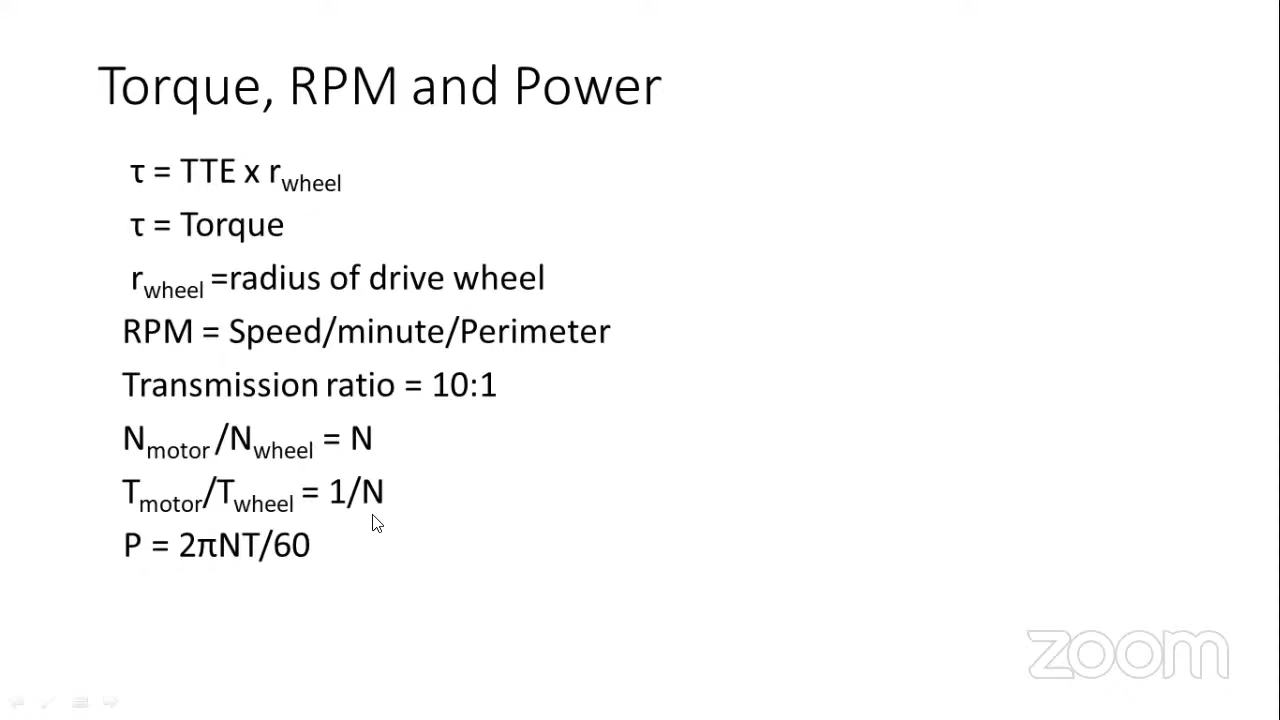 Torque, RPM and Power
τ = TTE x rwheel
τ = Torque
rwheel =radius of drive wheel
RPM = Speed/minute/Perimeter
Transmission ratio = 10:1
Nmotor /Nwheel = N
Tmotor/Twheel = 1/N
P = 2πNT/60
zoom